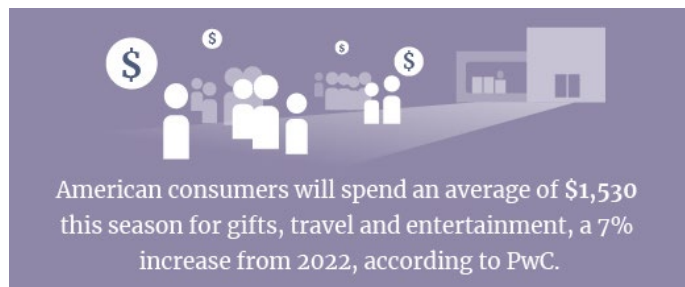 $
$
$
$
American consumers will spend an average of $1,530
this season for gifts, travel and entertainment, a 7%
increase from 2022, according to PwC.